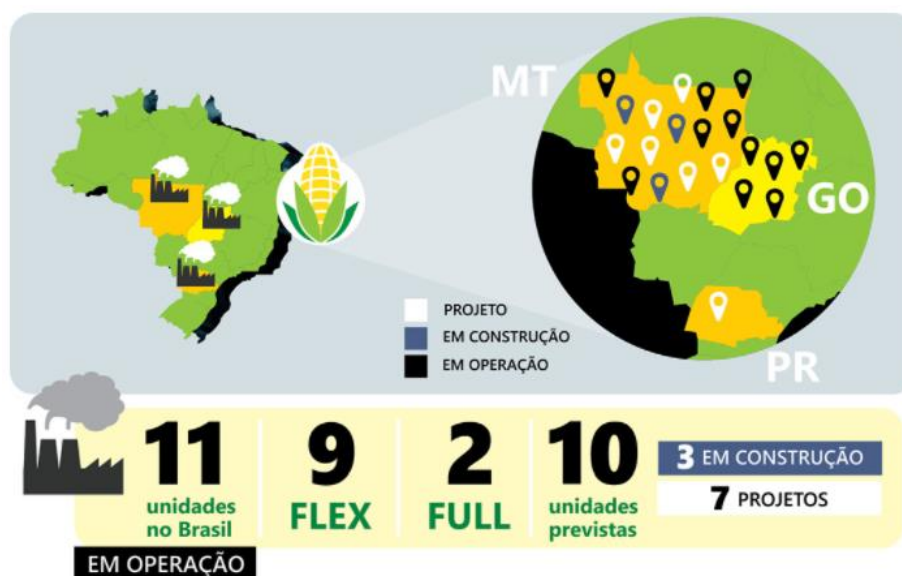 MT
GO
PR
PROJETO
EM CONSTRUÇÃO
EM OPERAÇÃO
11
unidades
no Brasil
9
FLEX
2
FULL
10
unidades
previstas
3 EM CONSTRUÇÃO
7 PROJETOS
EM OPERAÇÃO